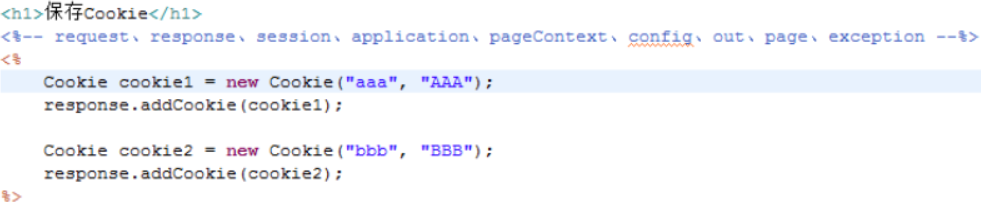 <h1>保存Cookie</h1>
<%-- request、response、session、application、pageContext、config、out、page、exception --%>
<%
Cookie cookie1 = new Cookie("aaa", "AAA");
response.addCookie(cookie1);
Cookie cookie2 = new Cookie("bbb", "BBB");
response.addCookie(cookie2);
%>